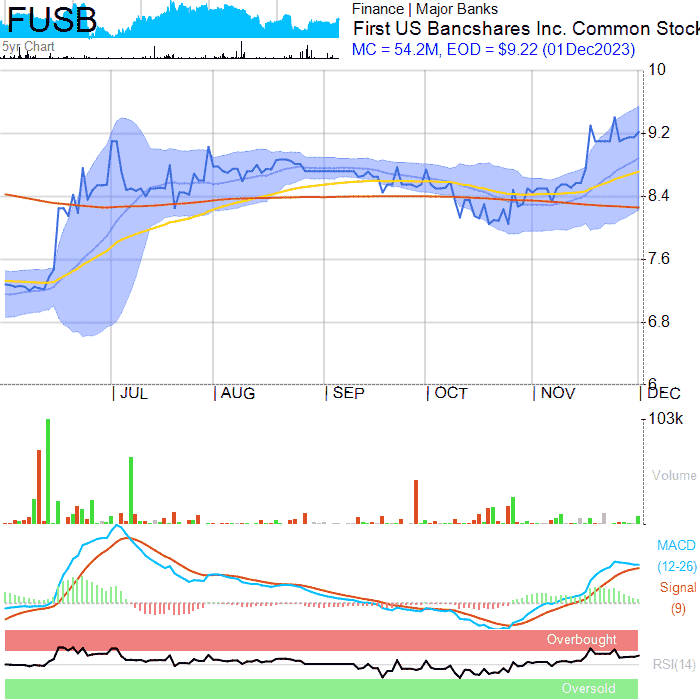 FUSB
5yr Chart
Finance | Major Banks
First US Bancshares Inc. Common Stock
MC = 54.2M, EOD = $9.22 (01Dec2023)
10
9.2
8.4
7.6
6.8
6
JUL AUG SEP OCT NOV DEC
103k
Volume
MACD
(12-26)
Signal
(9)
Overbought
RSI(14)
Oversold